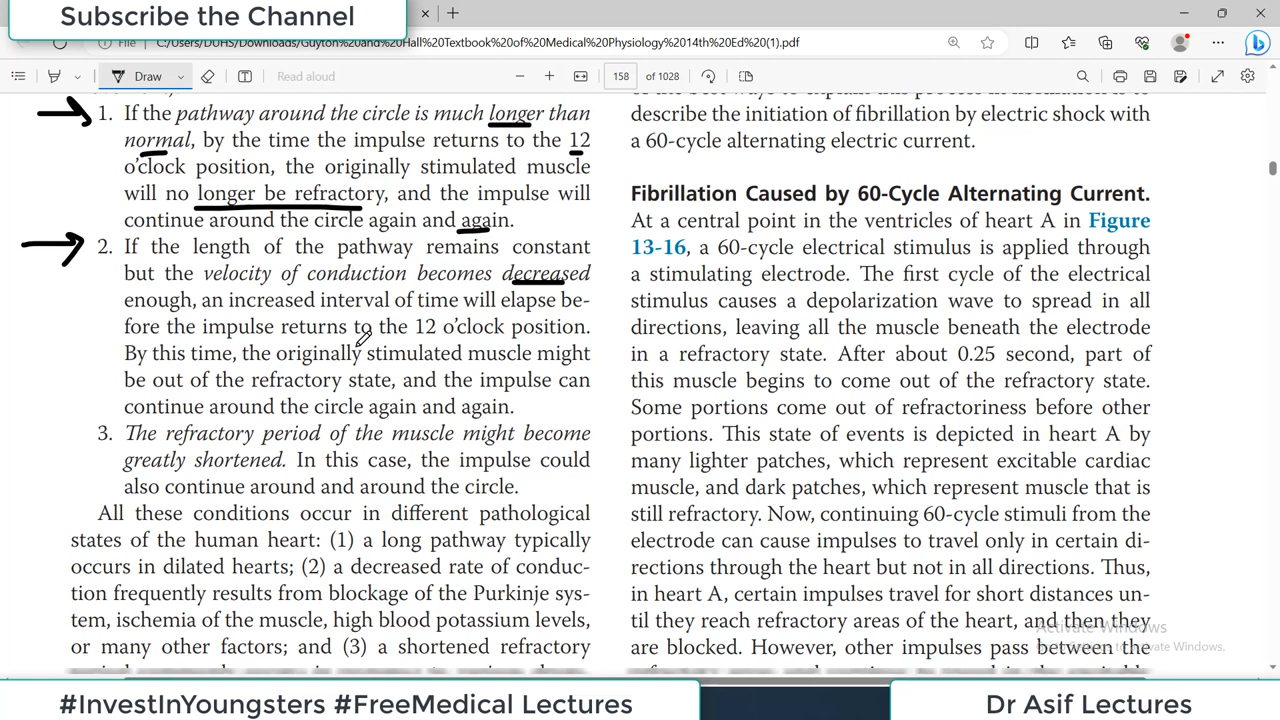 Subscribe the Channel
File
C:/Users/DUHS/Downloads/Guyton%20and%20Hall%20Textbook%20of%20Medical%20Physiology%2014th%20Ed%20(1).pdf
Draw
Read aloud
158
of 1028
1. If the pathway around the circle is much longer than
normal, by the time the impulse returns to the 12
o’clock position, the originally stimulated muscle
will no longer be refractory, and the impulse will
continue around the circle again and again.
2. If the length of the pathway remains constant
but the velocity of conduction becomes decreased
enough, an increased interval of time will elapse be-
fore the impulse returns to the 12 o’clock position.
By this time, the originally stimulated muscle might
be out of the refractory state, and the impulse can
continue around the circle again and again.
3. The refractory period of the muscle might become
greatly shortened. In this case, the impulse could
also continue around and around the circle.
All these conditions occur in different pathological
states of the human heart: (1) a long pathway typically
occurs in dilated hearts; (2) a decreased rate of conduc-
tion frequently results from blockage of the Purkinje sys-
tem, ischemia of the muscle, high blood potassium levels,
or many other factors; and (3) a shortened refractory
describe the initiation of fibrillation by electric shock with
a 60-cycle alternating electric current.
Fibrillation Caused by 60-Cycle Alternating Current.
At a central point in the ventricles of heart A in Figure
13-16, a 60-cycle electrical stimulus is applied through
a stimulating electrode. The first cycle of the electrical
stimulus causes a depolarization wave to spread in all
directions, leaving all the muscle beneath the electrode
in a refractory state. After about 0.25 second, part of
this muscle begins to come out of the refractory state.
Some portions come out of refractoriness before other
portions. This state of events is depicted in heart A by
many lighter patches, which represent excitable cardiac
muscle, and dark patches, which represent muscle that is
still refractory. Now, continuing 60-cycle stimuli from the
electrode can cause impulses to travel only in certain di-
rections through the heart but not in all directions. Thus,
in heart A, certain impulses travel for short distances un-
til they reach refractory areas of the heart, and then they
are blocked. However, other impulses pass between the
Activate Windows
to activate Windows.
#InvestInYoungsters #FreeMedical Lectures
Dr Asif Lectures